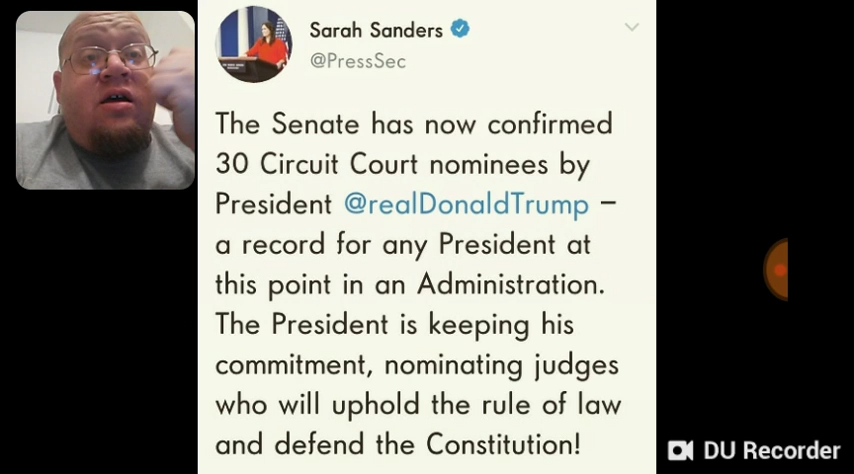 Sarah Sanders
@PressSec
The Senate has now confirmed
30 Circuit Court nominees by
President @realDonaldTrump –
a record for any President at
this point in an Administration.
The President is keeping his
commitment, nominating judges
who will uphold the rule of law
and defend the Constitution!
DU Recorder